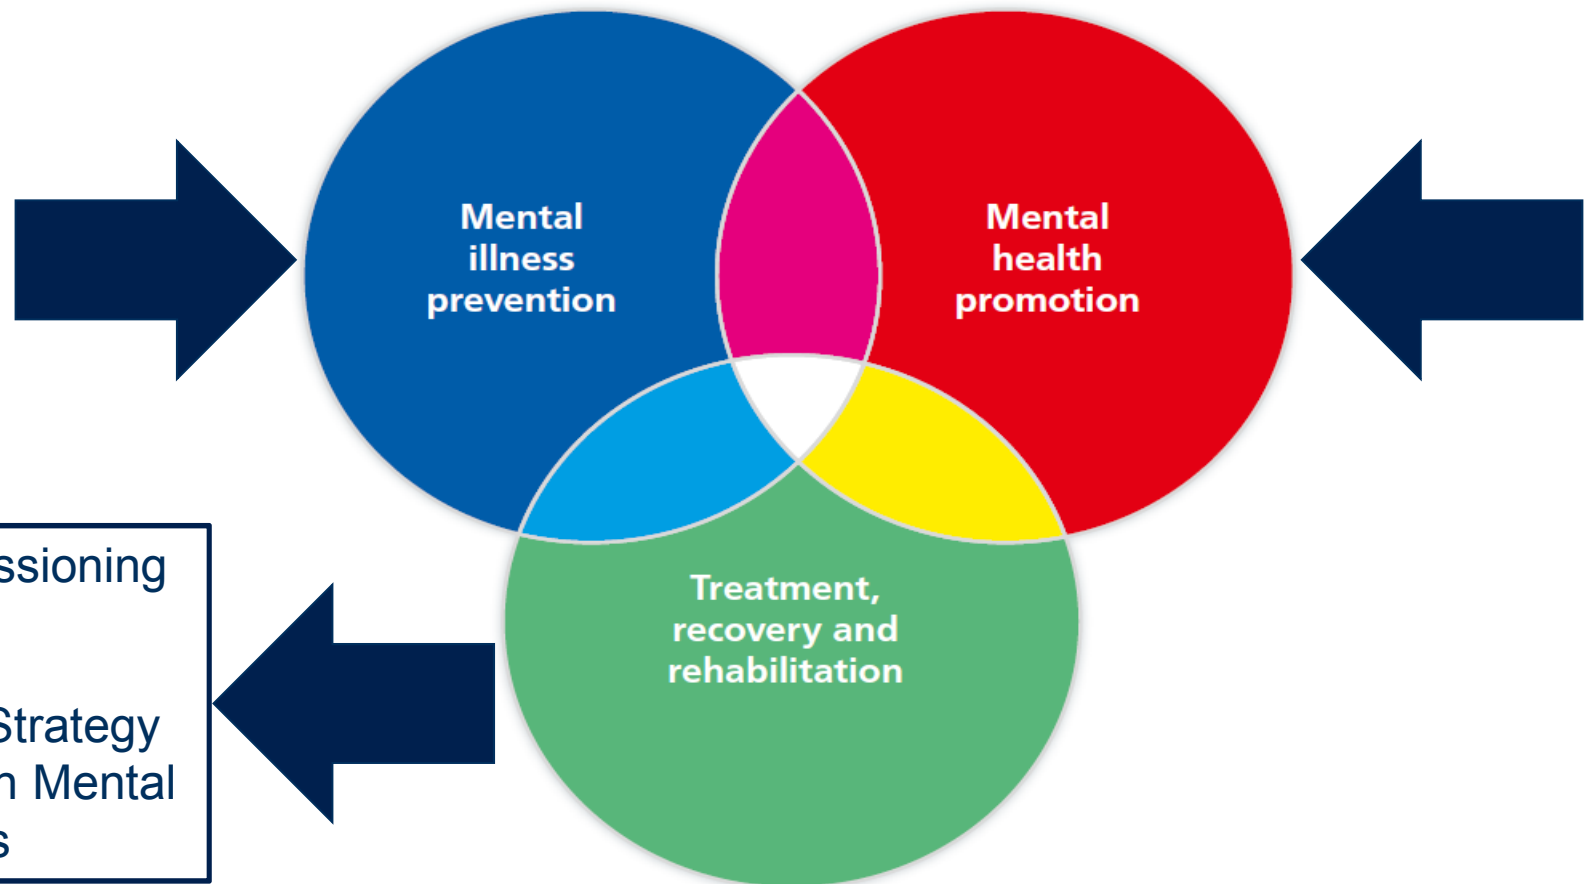 Mental
illness
prevention
Mental
health
promotion
Treatment,
recovery and
rehabilitation
ssioning
Strategy
n Mental
s